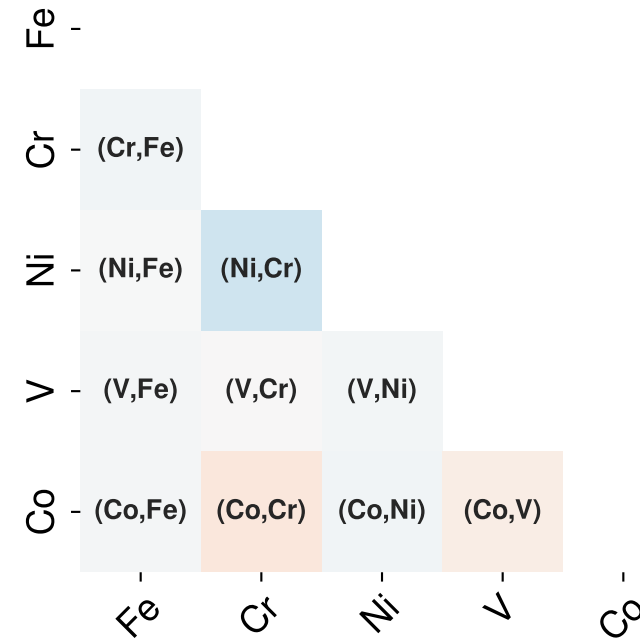 Fe
Cr (Cr,Fe)
Ni (Ni,Fe) (Ni,Cr)
V (V,Fe) (V,Cr) (V,Ni)
Co (Co,Fe) (Co,Cr) (Co,Ni) (Co,V)
Fe Cr Ni V Co